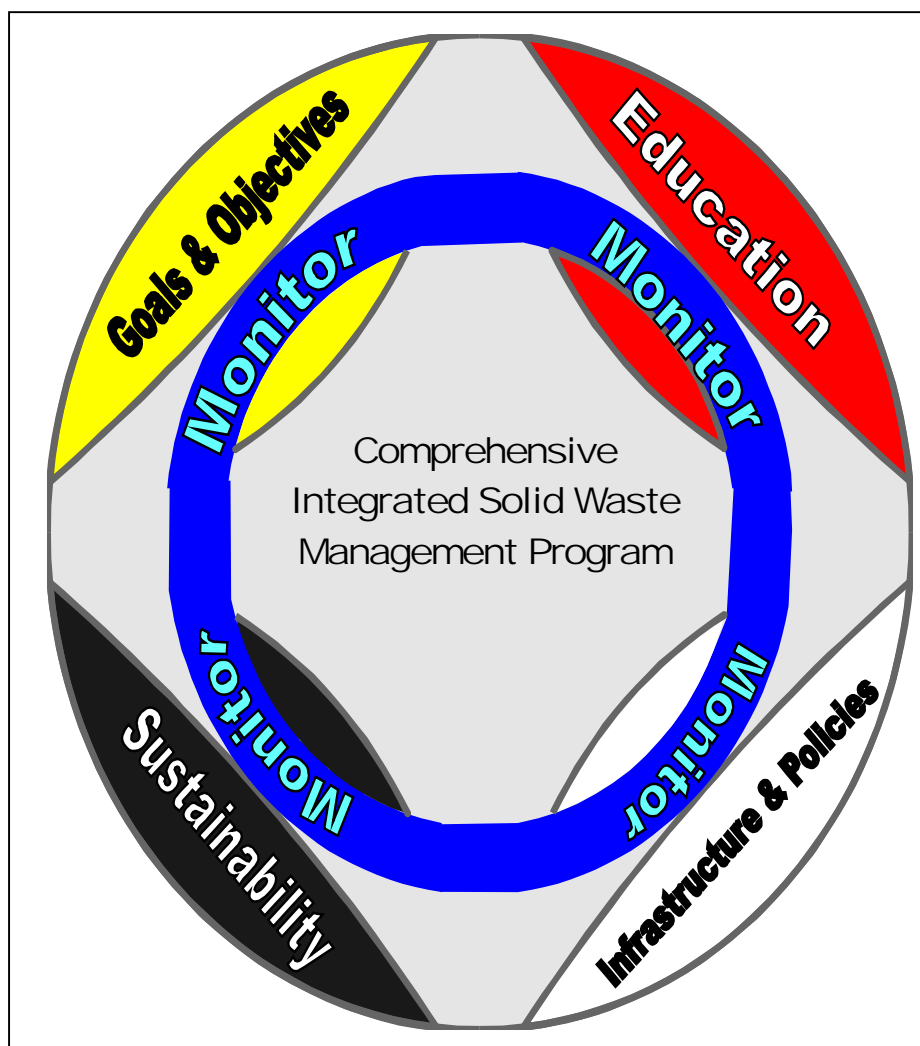 Goals & Objectives
Education
Monitor
Monitor
Comprehensive
Integrated Solid Waste
Management Program
Monitor
Monitor
Sustainability
Infrastructure & Policies